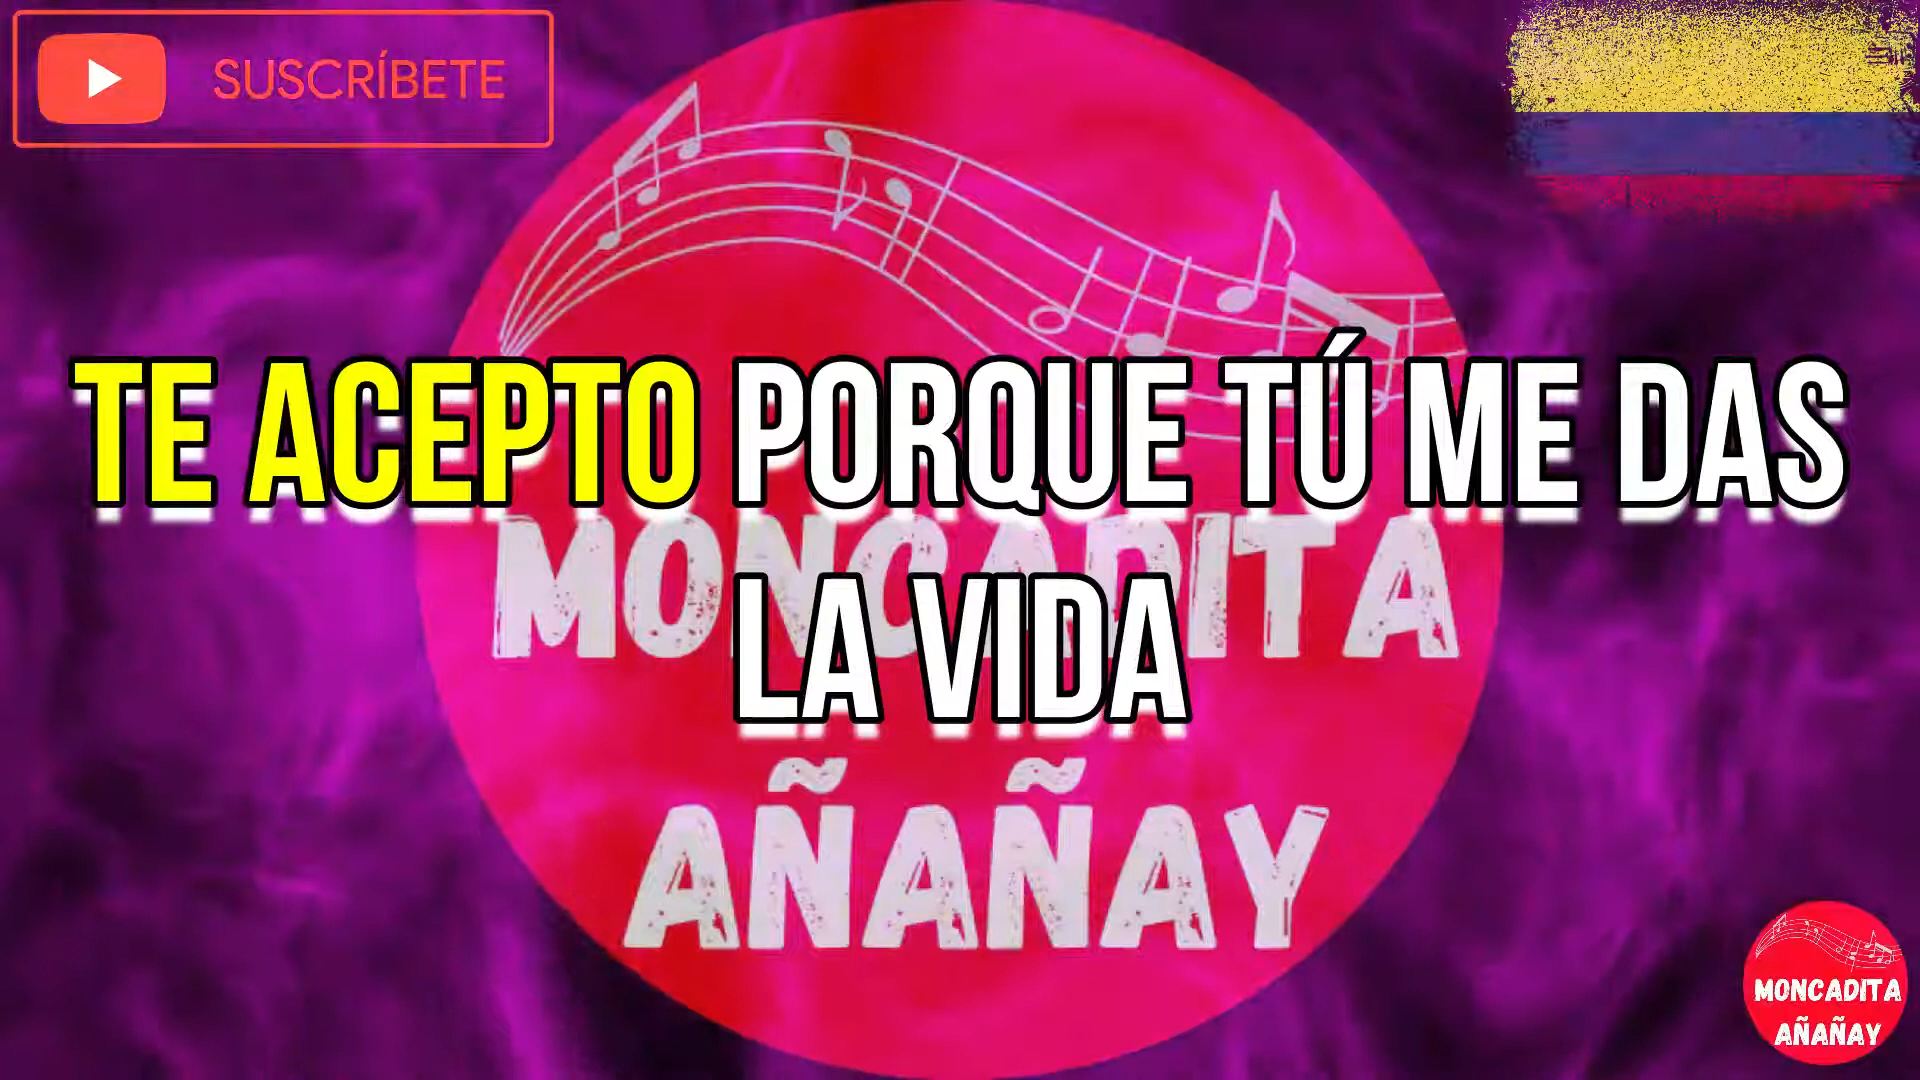 SUSCRÍBETE
TE ACEPTO PORQUE TÚ ME DAS
LA VIDA
MONCADITA
AÑAÑAY
MONCADITA
AÑAÑAY